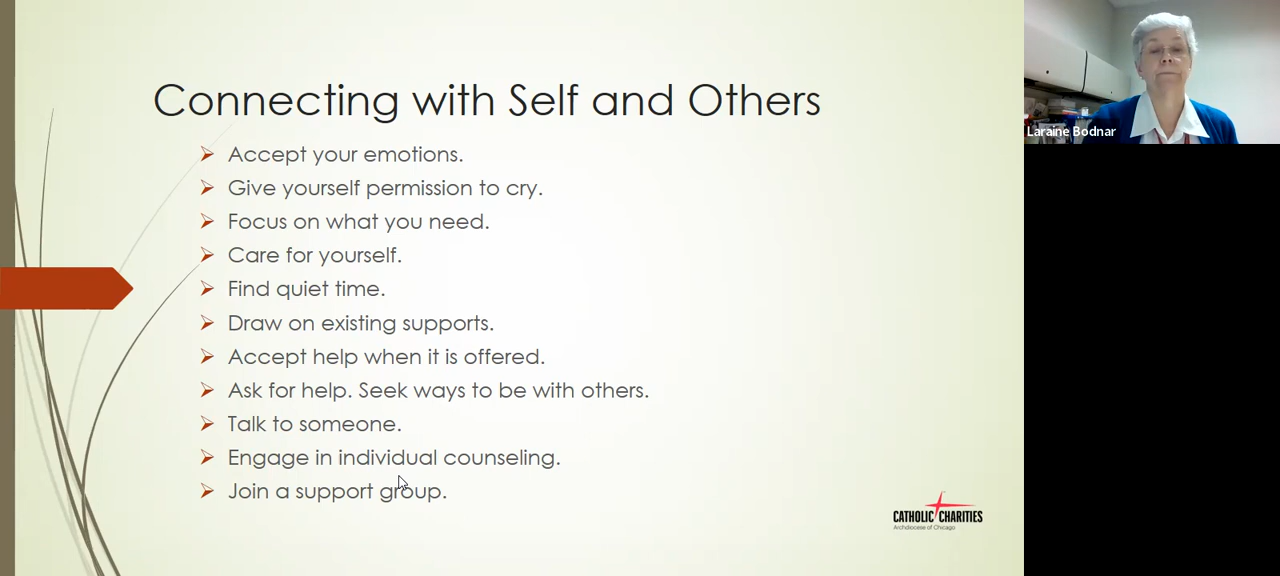 Connecting with Self and Others
Accept your emotions.
Give yourself permission to cry.
Focus on what you need.
Care for yourself.
Find quiet time.
Draw on existing supports.
Accept help when it is offered.
Ask for help. Seek ways to be with others.
Talk to someone.
Engage in individual counseling.
Join a support group.
CATHOLIC CHARITIES
Archdiocese of Chicago
Laraine Bodnar